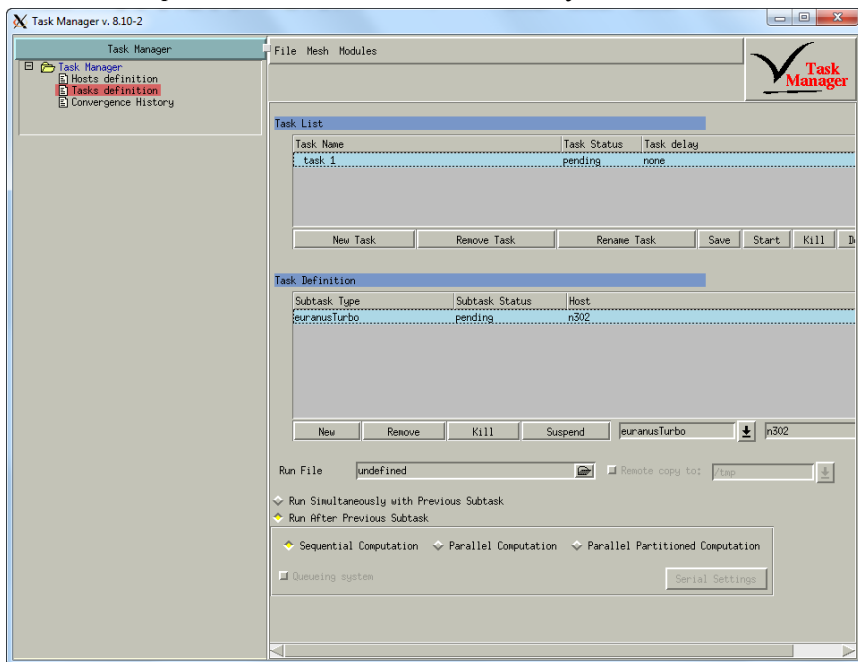 Task Manager v. 8.10-2
Task Manager
Task Manager
Hosts definition
Tasks definition
Convergence History
File Mesh Modules
Task
Manager
Task List
Task Name Task Status Task delay
task 1 pending none
New Task Remove Task Rename Task Save Start Kill
Task Definition
Subtask Type Subtask Status Host
euranusTurbo pending n302
New Remove Kill Suspend euranusTurbo n302
Run File undefined Remote copy to: /tmp
Run Simultaneously with Previous Subtask
Run After Previous Subtask
Sequential Computation Parallel Computation Parallel Partitioned Computation
Queueing system Serial Settings